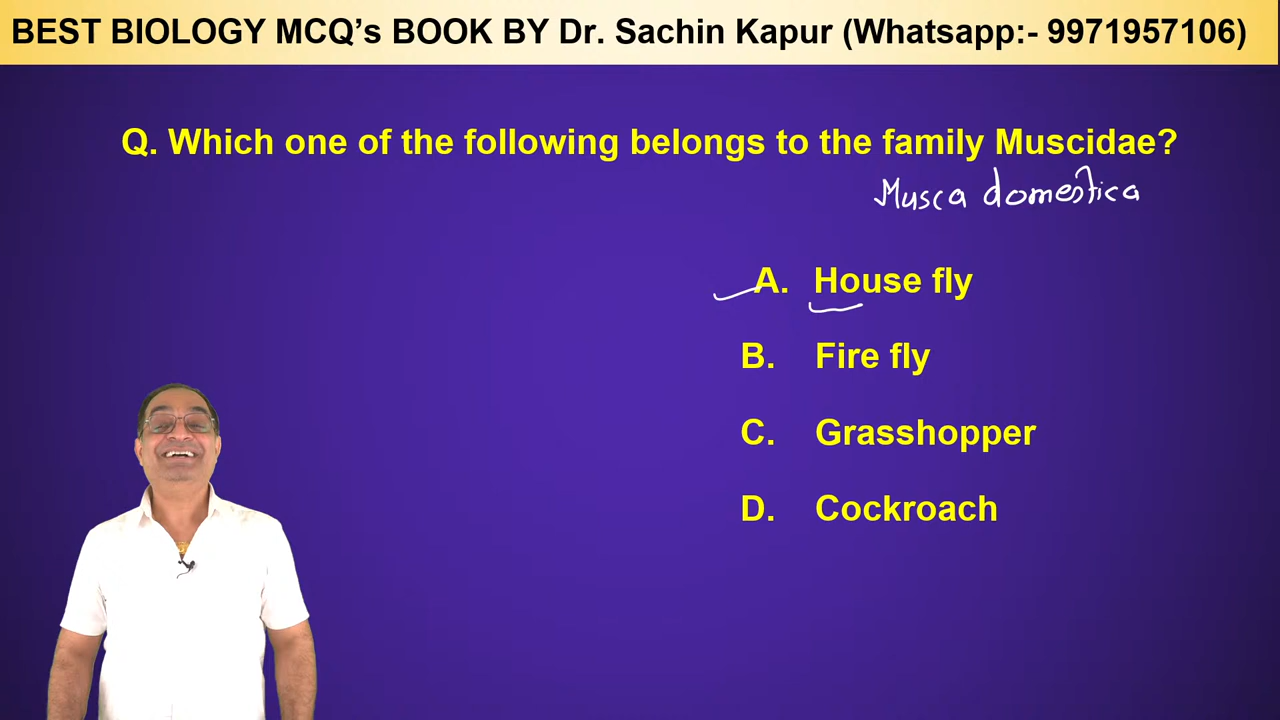 BEST BIOLOGY MCQ’s BOOK BY Dr. Sachin Kapur (Whatsapp:- 9971957106)
Q. Which one of the following belongs to the family Muscidae?
Musca domestica
A. House fly
B. Fire fly
C. Grasshopper
D. Cockroach